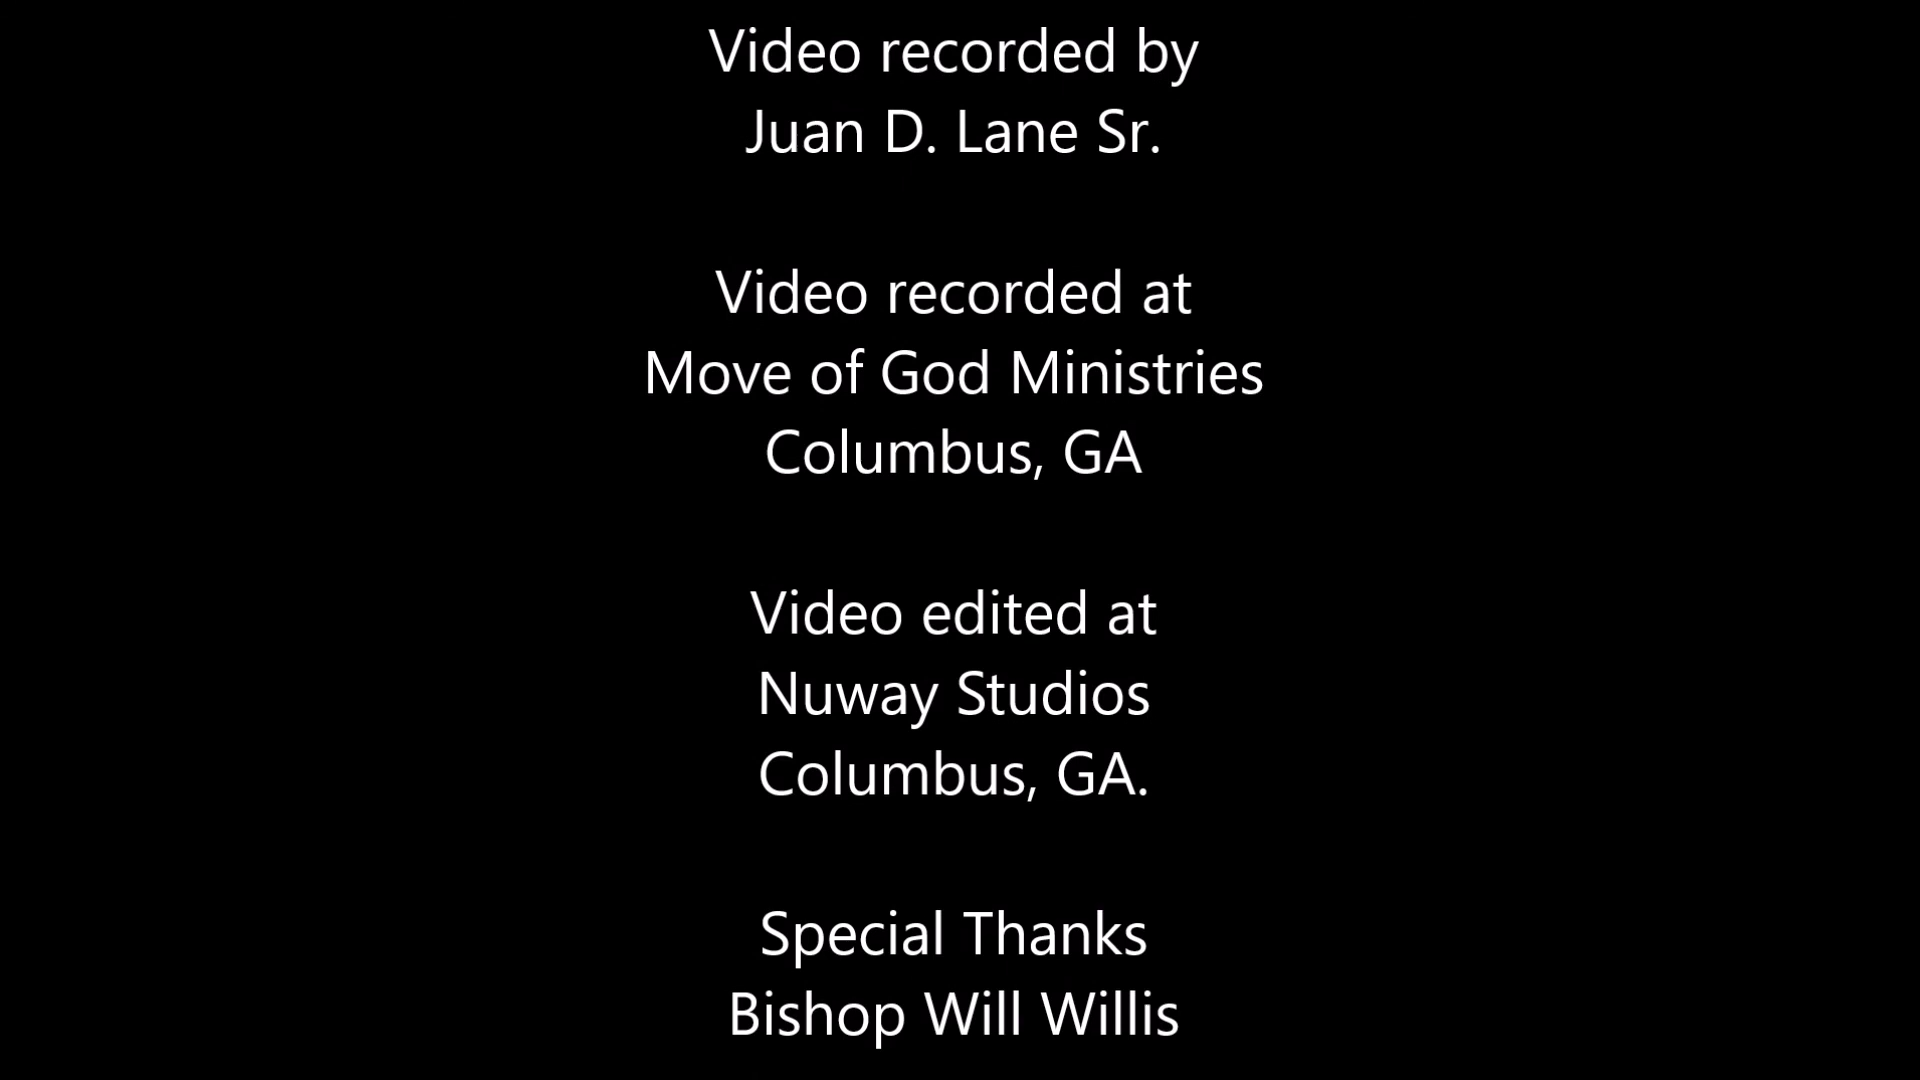 Video recorded by
Juan D. Lane Sr.
Video recorded at
Move of God Ministries
Columbus, GA
Video edited at
Nuway Studios
Columbus, GA.
Special Thanks
Bishop Will Willis